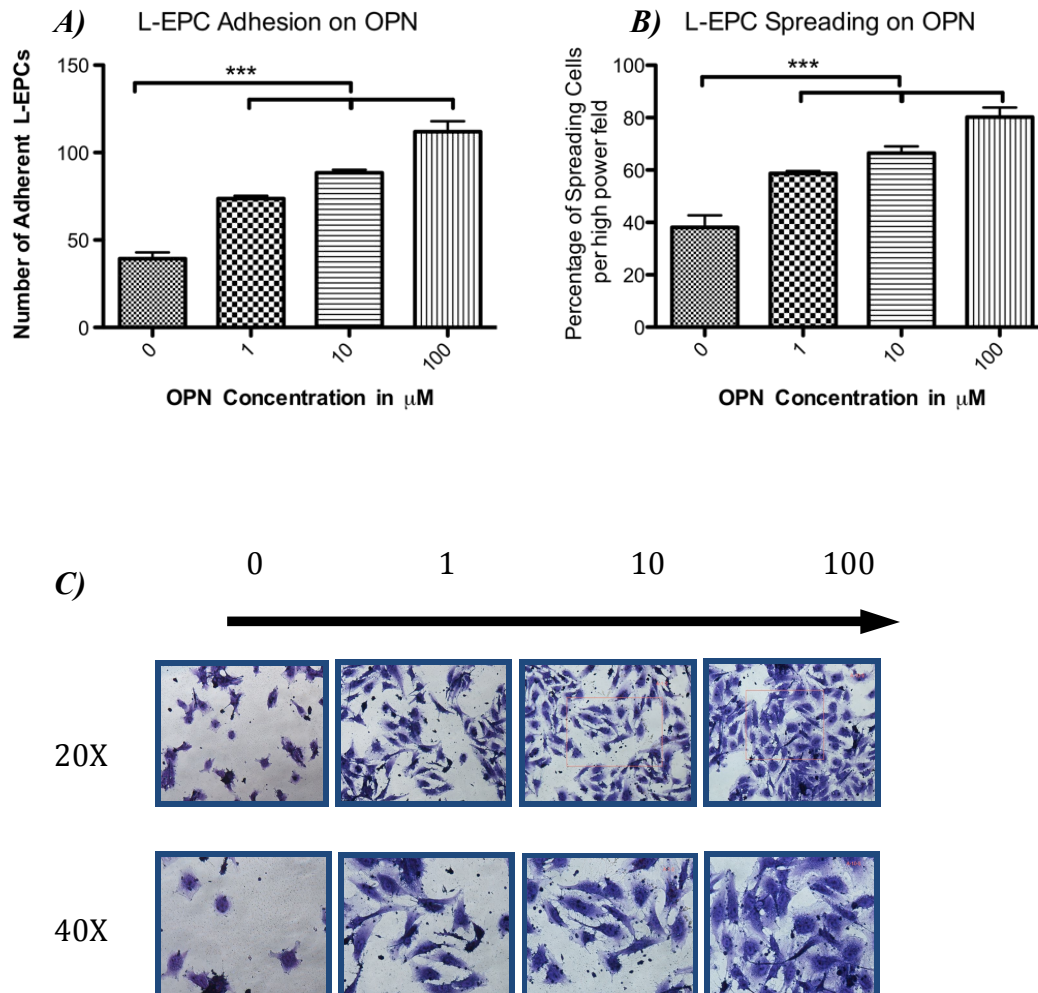 A) L-EPC Adhesion on OPN
Number of Adherent L-EPCs
150
100
50
0
***
0 1 10 100
OPN Concentration in μM
B) L-EPC Spreading on OPN
Percentage of Spreading Cells
per high power feld
100
80
60
40
20
0
***
0 1 10 100
OPN Concentration in μM
C)
0 1 10 100
20X
40X